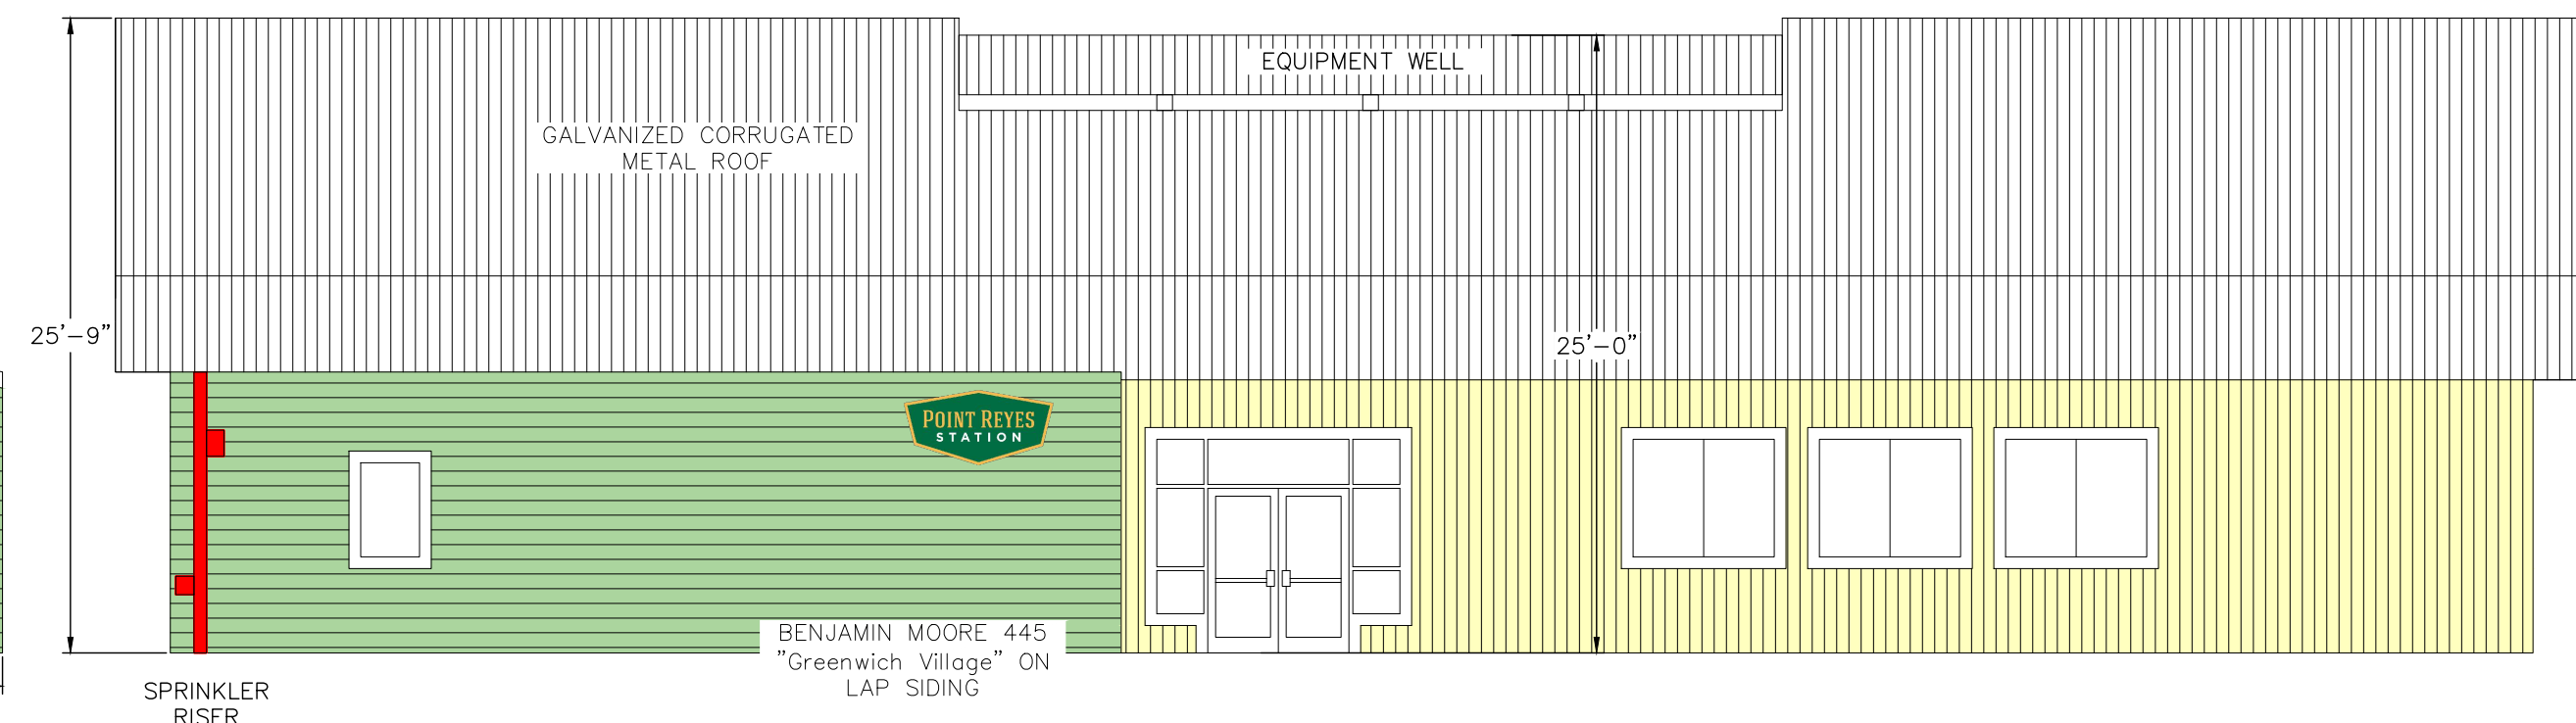 EQUIPMENT WELL
GALVANIZED CORRUGATED
METAL ROOF
25'-9"
25'-0"
POINT REYES
STATION
BENJAMIN MOORE 445
"Greenwich Village" ON
LAP SIDING
SPRINKLER
RISER